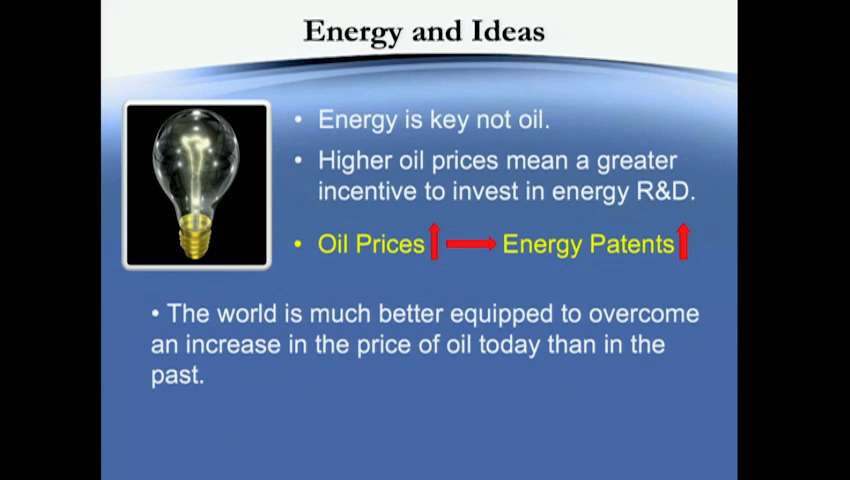 Energy and Ideas
• Energy is key not oil.
• Higher oil prices mean a greater
incentive to invest in energy R&D.
• Oil Prices Energy Patents
• The world is much better equipped to overcome
an increase in the price of oil today than in the
past.